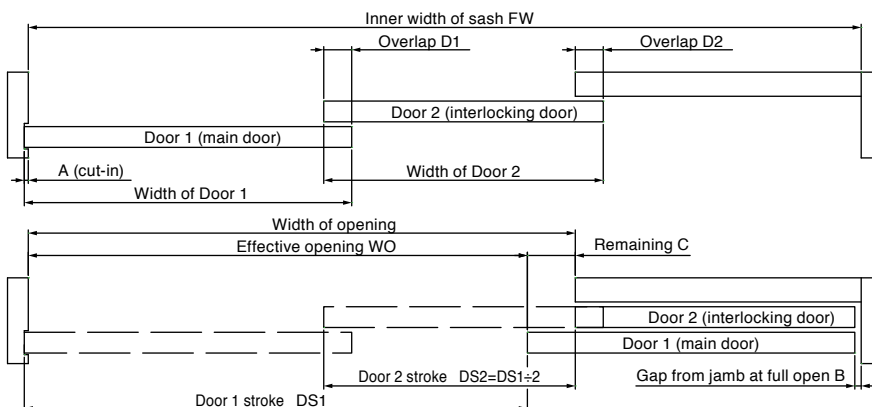 Inner width of sash FW
Overlap D1
Overlap D2
Door 2 (interlocking door)
Door 1 (main door)
A (cut-in)
Width of Door 2
Width of Door 1
Width of opening
Effective opening WO
Remaining C
Door 2 (interlocking door)
Door 1 (main door)
Door 2 stroke DS2=DS1÷2
Gap from jamb at full open B
Door 1 stroke DS1